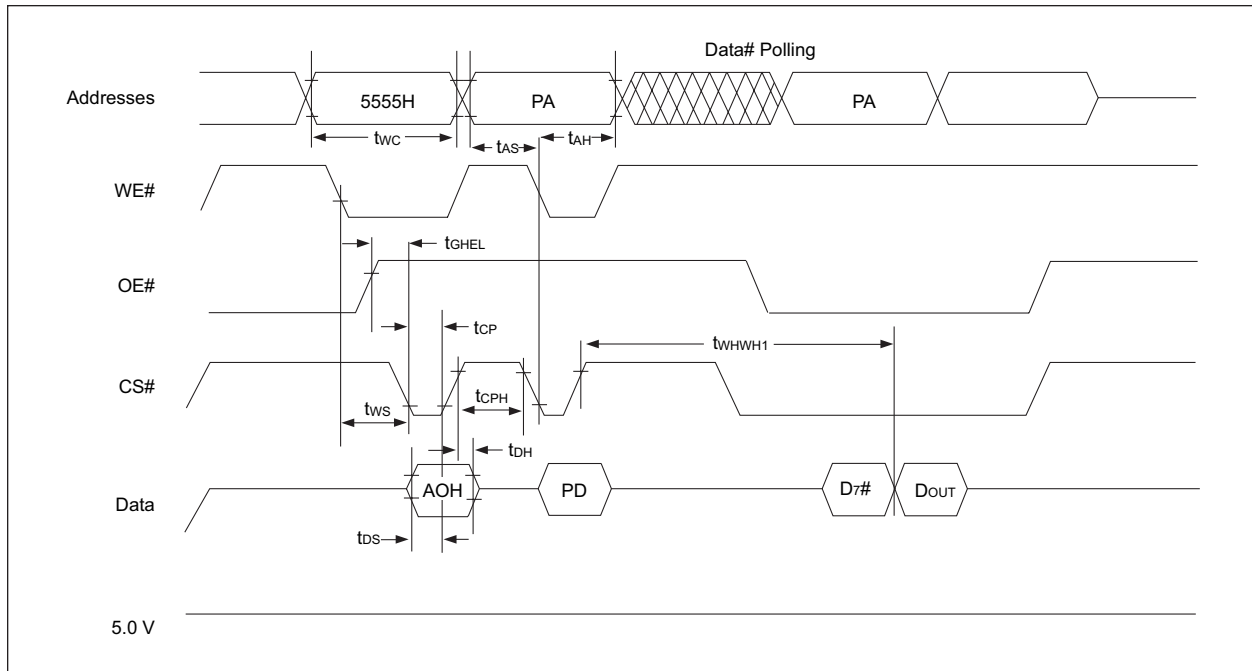 Data# Polling
Addresses
5555H
PA
PA
tWC
tAS
tAH
WE#
tGHEL
OE#
tCP
tWHWH1
CS#
tWS
tCPH
tDH
Data
AOH
PD
D7#
DOUT
tDS
5.0 V